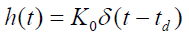 h(t) = K₀δ(t − t_d)